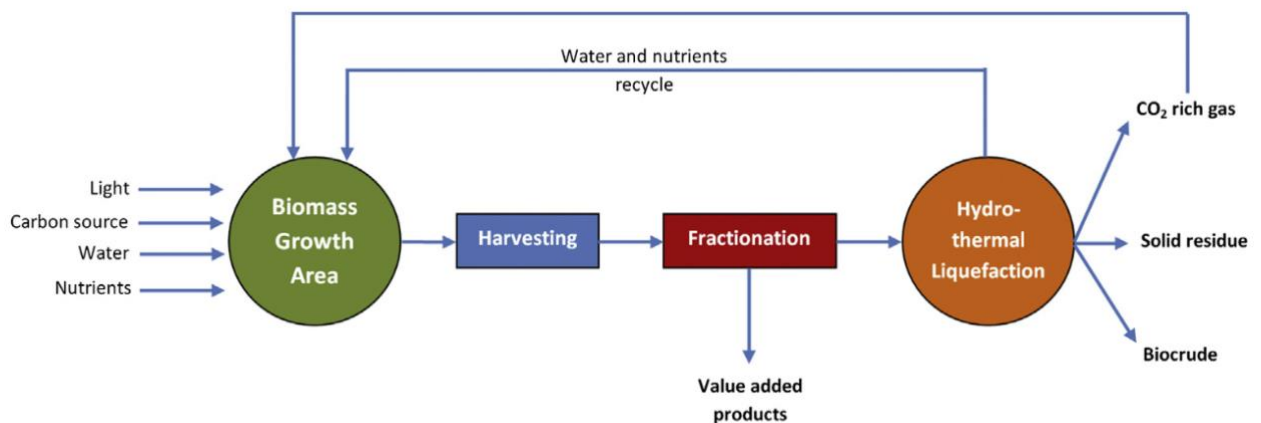 Water and nutrients
recycle
CO₂ rich gas
Light
Carbon source
Water
Nutrients
Biomass
Growth
Area
Harvesting
Fractionation
Hydro-
thermal
Liquefaction
Solid residue
Biocrude
Value added
products